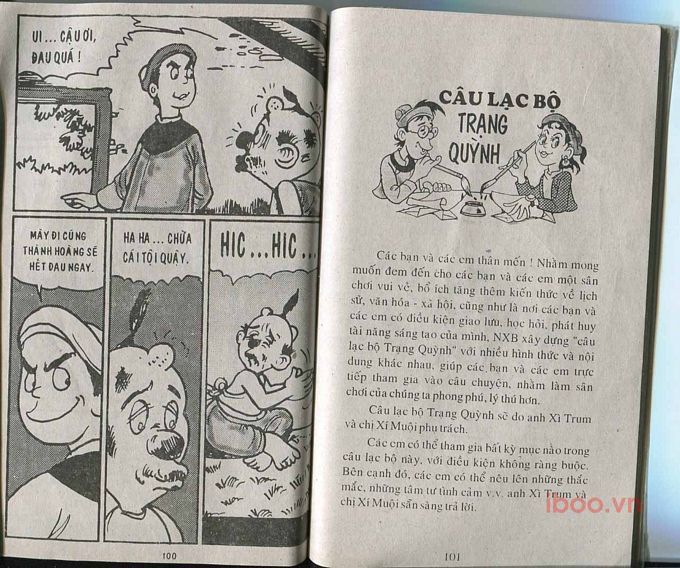 UI ... CẬU ƠI,
ĐAU QUÁ !
MÀY ĐI CÚNG
THÀNH HOÀNG SẼ
HẾT ĐAU NGAY.
HA HA ... CHỪA
CÁI TỘI QUẬY.
HIC ... HIC ...
100
CÂU LẠC BỘ
TRẠNG
QUỲNH
Các bạn và các em thân mến ! Nhằm mong
muốn đem đến cho các bạn và các em một sân
chơi vui vẻ, bổ ích tăng thêm kiến thức về lịch
sử, văn hóa - xả hội, cũng như là nơi các bạn và
các em có điều kiện giao lưu, học hỏi, phát huy
tài năng sáng tạo của mình, NXB xây dựng "câu
lạc bộ Trạng Quỳnh" với nhiều hình thức và nội
dung khác nhau, giúp các bạn và các em trực
tiếp tham gia vào câu chuyện, nhằm làm sân
chơi của chúng ta phong phú, lý thú hơn.
Câu lạc bộ Trạng Quỳnh sẽ do anh Xì Trum
và chị Xí Muội phụ trách.
Các em có thể tham gia bất kỳ mục nào trong
câu lạc bộ này, với điều kiện không ràng buộc.
Bên cạnh đó, các em có thể nêu lên những thắc
mắc, những tâm tư tình cảm v.v. anh Xì Trum và
chị Xí Muội sẳn sàng trả lời.
iboo.vn
101